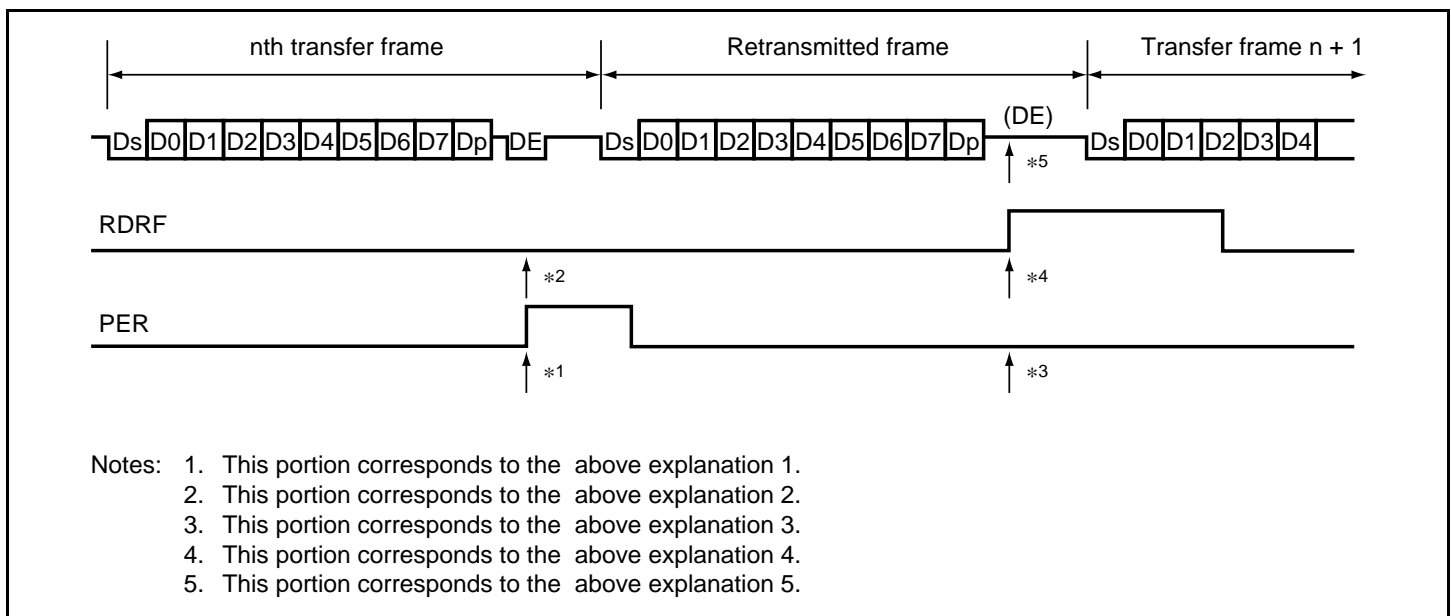 nth transfer frame Retransmitted frame Transfer frame n + 1
(DE)
Ds D0 D1 D2 D3 D4 D5 D6 D7 Dp DE Ds D0 D1 D2 D3 D4 D5 D6 D7 Dp Ds D0 D1 D2 D3 D4
*5
RDRF
*2 *4
PER
*1 *3
Notes: 1. This portion corresponds to the above explanation 1.
2. This portion corresponds to the above explanation 2.
3. This portion corresponds to the above explanation 3.
4. This portion corresponds to the above explanation 4.
5. This portion corresponds to the above explanation 5.